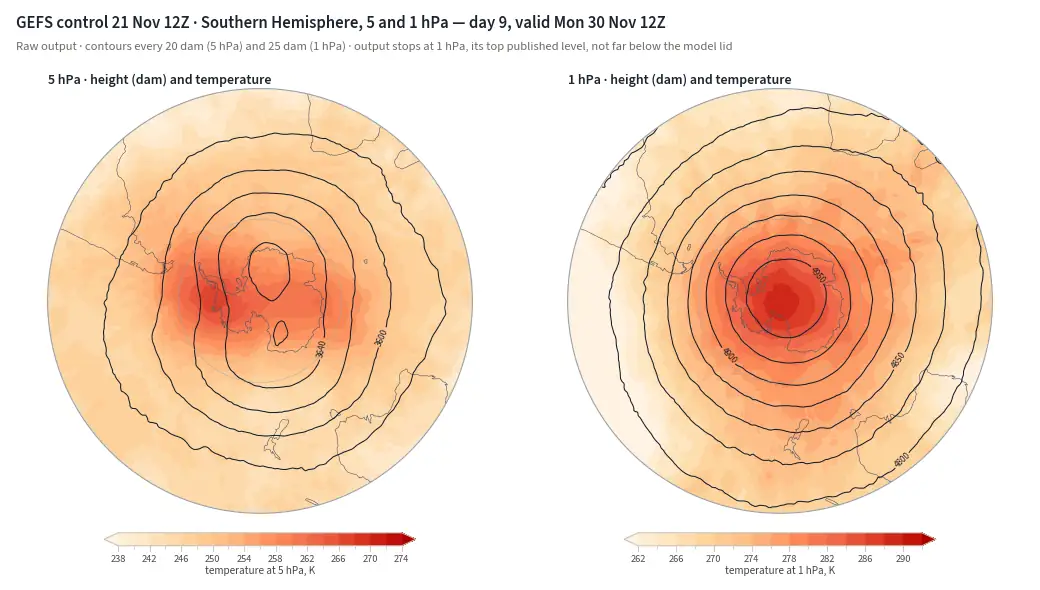 GEFS control 21 Nov 12Z · Southern Hemisphere, 5 and 1 hPa — day 9, valid Mon 30 Nov 12Z
Raw output · contours every 20 dam (5 hPa) and 25 dam (1 hPa) · output stops at 1 hPa, its top published level, not far below the model lid
5 hPa · height (dam) and temperature
1 hPa · height (dam) and temperature
3640
3600
4950
4900
4850
4800
238 242 246 250 254 258 262 266 270 274
temperature at 5 hPa, K
262 266 270 274 278 282 286 290
temperature at 1 hPa, K